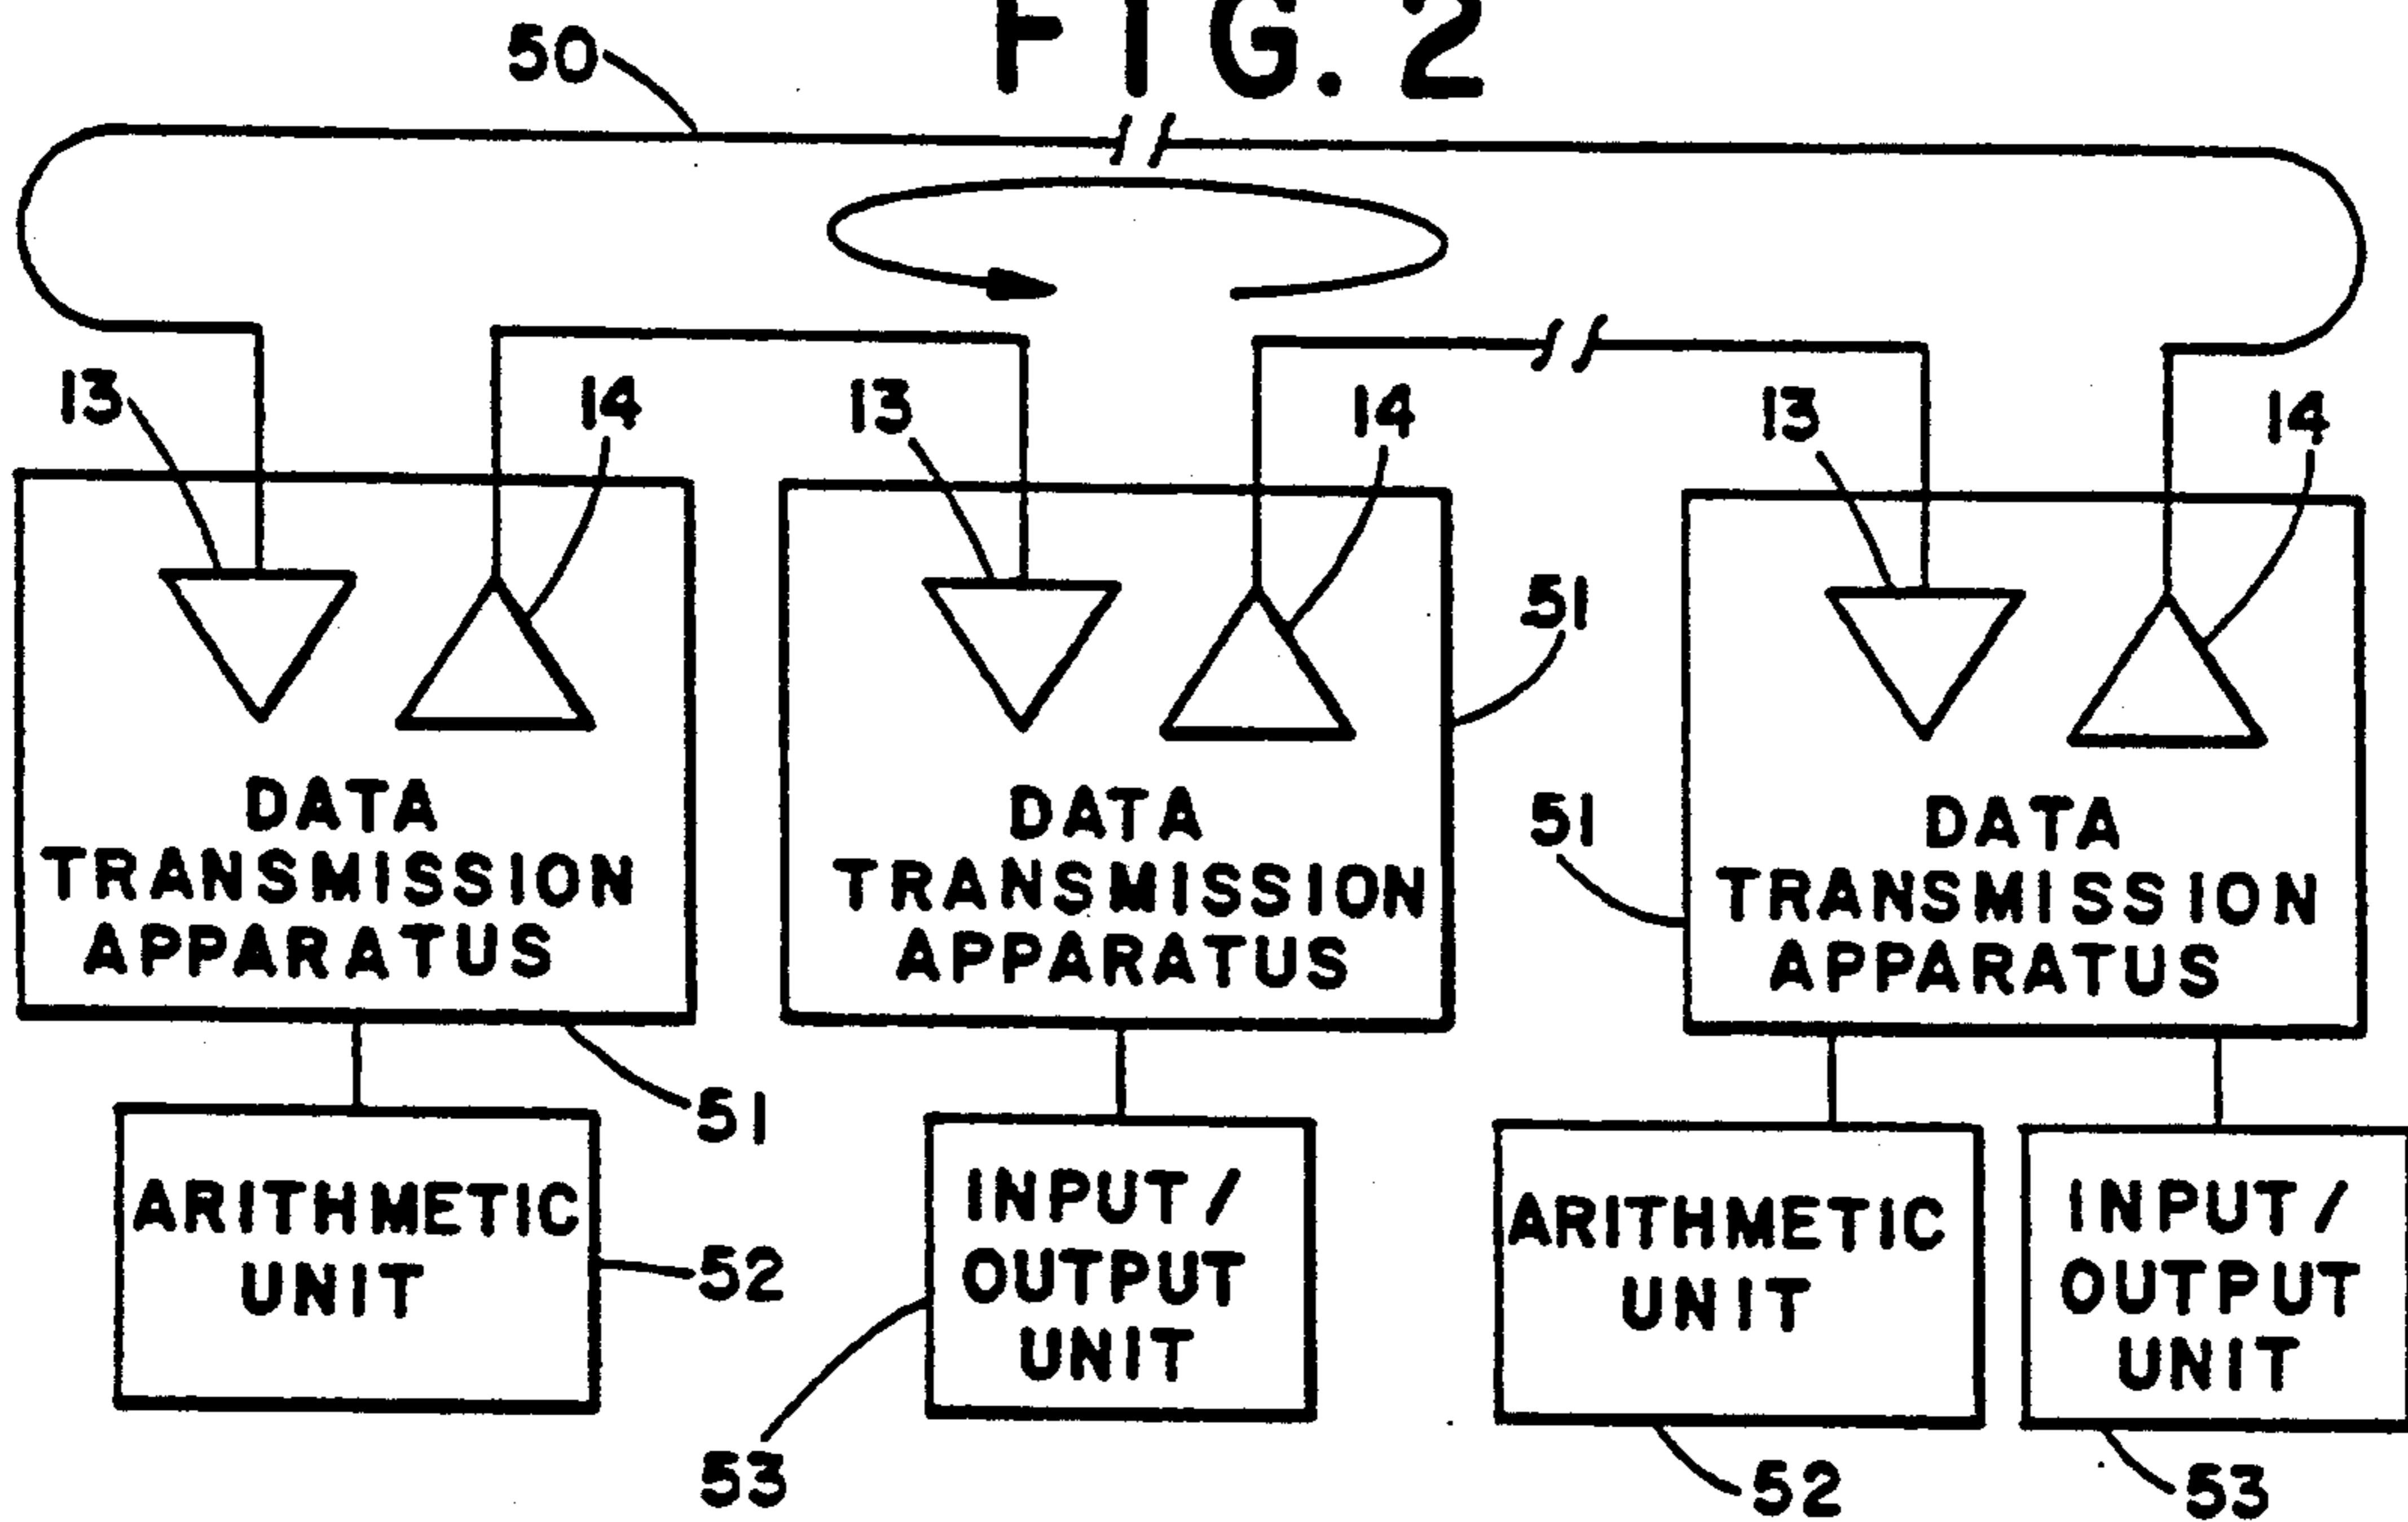 FIG. 2
50
13
14
13
14
13
14
DATA
TRANSMISSION
APPARATUS
DATA
TRANSMISSION
APPARATUS
51
51
DATA
TRANSMISSION
APPARATUS
51
ARITHMETIC
UNIT
52
INPUT/
OUTPUT
UNIT
53
ARITHMETIC
UNIT
52
INPUT/
OUTPUT
UNIT
53